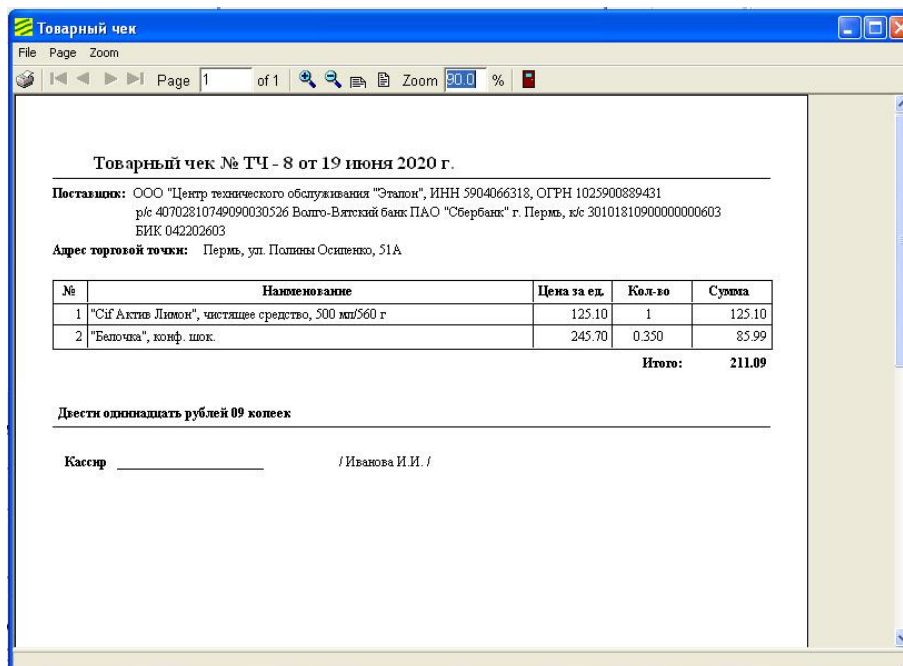 Товарный чек
File Page Zoom
Page 1 of 1 Zoom 90.0 %
Товарный чек № ТЧ - 8 от 19 июня 2020 г.
Поставщик: ООО "Центр технического обслуживания "Эталон", ИНН 5904066318, ОГРН 1025900889431
р/с 40702810749090030526 Волго-Вятский банк ПАО "Сбербанк" г. Пермь, к/с 30101810900000000603
БИК 042202603
Адрес торговой точки: Пермь, ул. Полины Осипенко, 51А
№ Наименование Цена за ед. Кол-во Сумма
1 "Cif Актив Лимон", чистящее средство, 500 мл/560 г 125.10 1 125.10
2 "Белочка", конф. шок. 245.70 0.350 85.99
Итого: 211.09
Двести одиннадцать рублей 09 копеек
Кассир / Иванова И.И. /